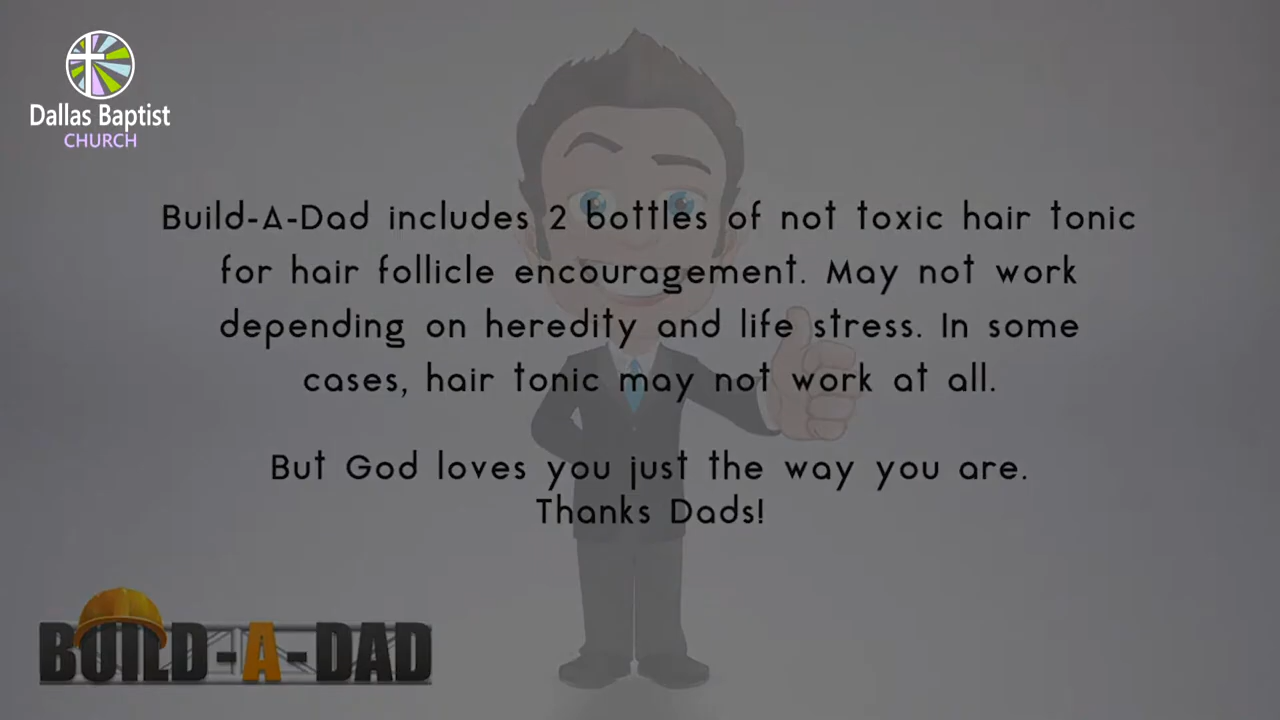 Dallas Baptist
CHURCH
Build-A-Dad includes 2 bottles of not toxic hair tonic
for hair follicle encouragement. May not work
depending on heredity and life stress. In some
cases, hair tonic may not work at all.
But God loves you just the way you are.
Thanks Dads!
BUILD-A-DAD